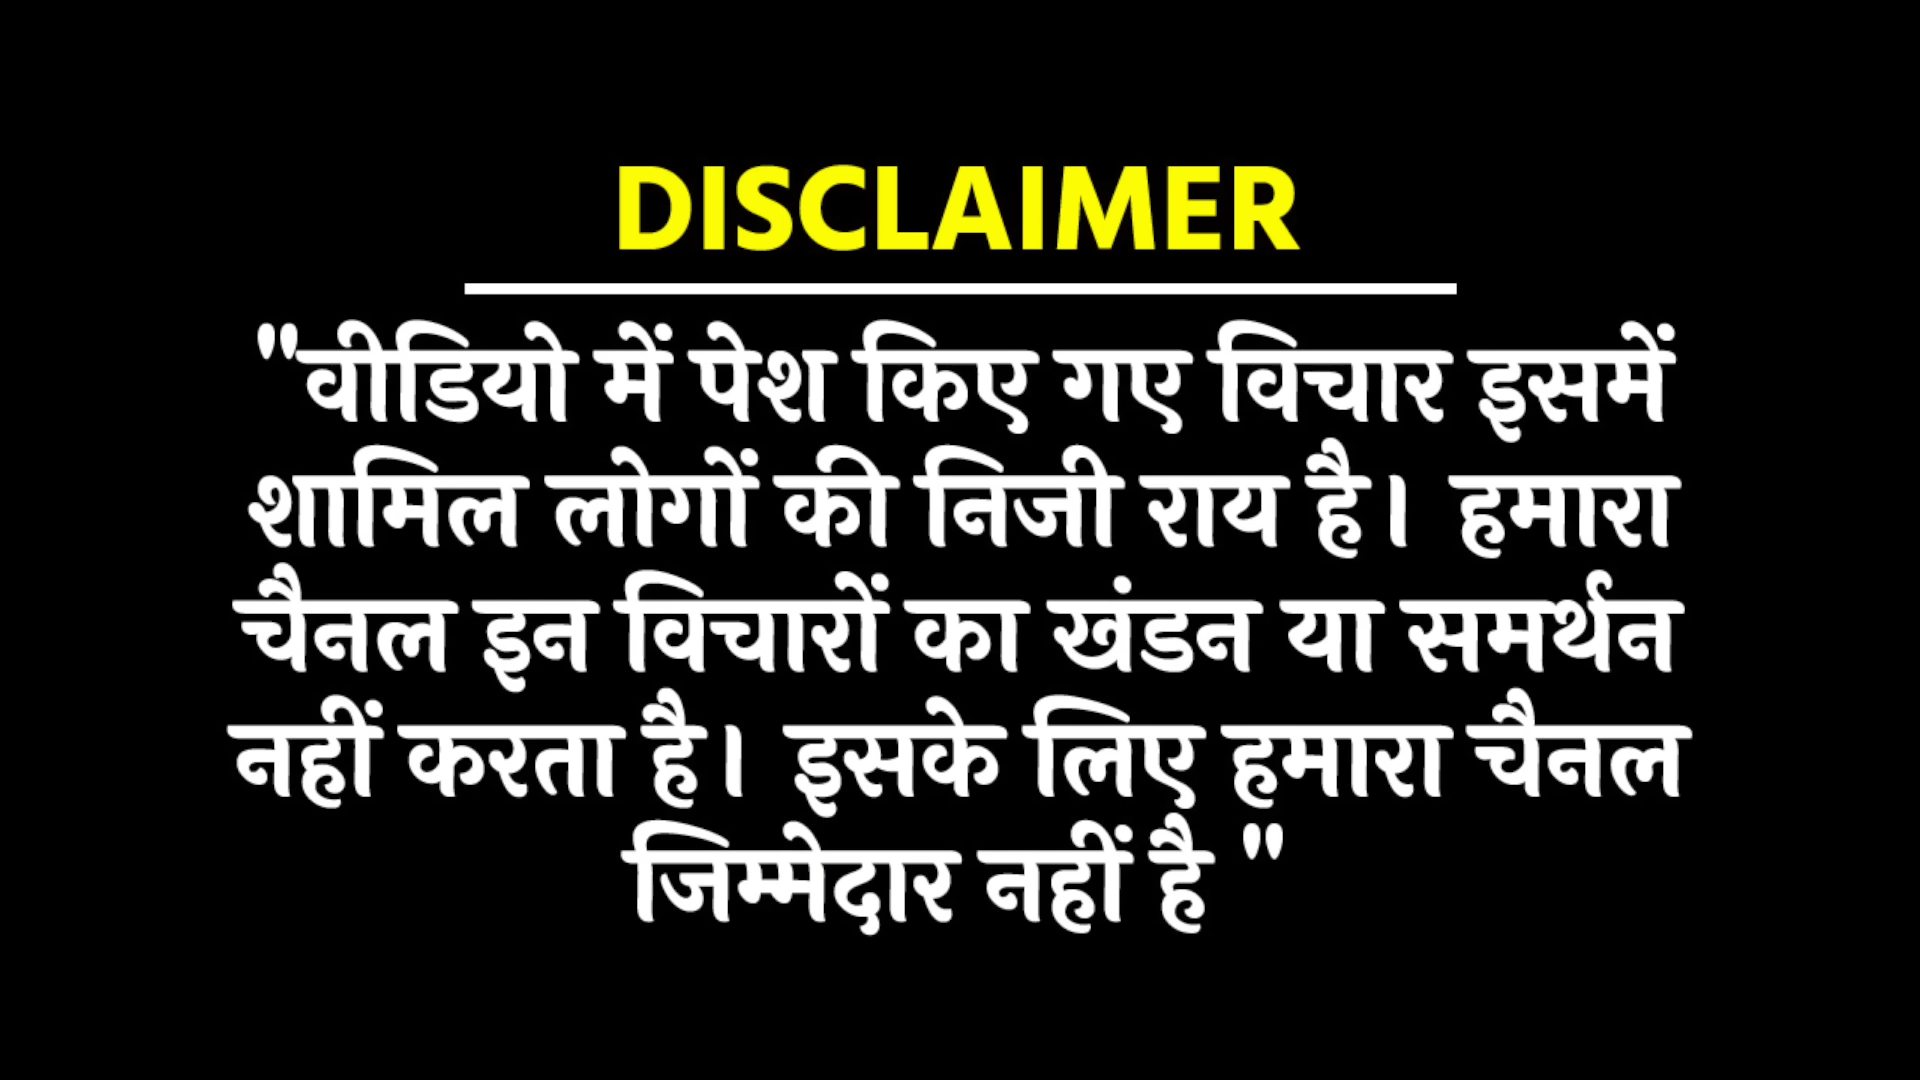 DISCLAIMER
"वीडियो में पेश किए गए विचार इसमें
शामिल लोगों की निजी राय है। हमारा
चैनल इन विचारों का खंडन या समर्थन
नहीं करता है। इसके लिए हमारा चैनल
जिम्मेदार नहीं है "